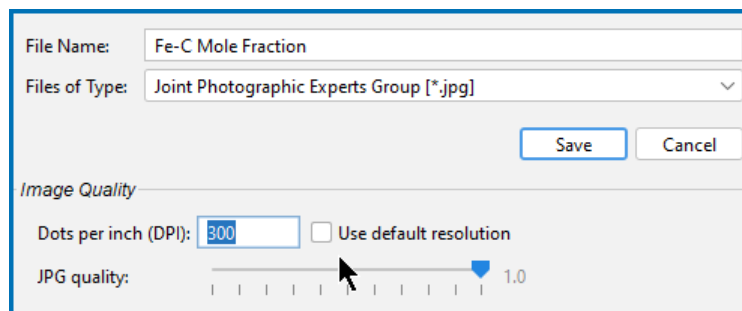 File Name: Fe-C Mole Fraction
Files of Type: Joint Photographic Experts Group [*.jpg]
Save Cancel
Image Quality
Dots per inch (DPI): 300 Use default resolution
JPG quality: 1.0